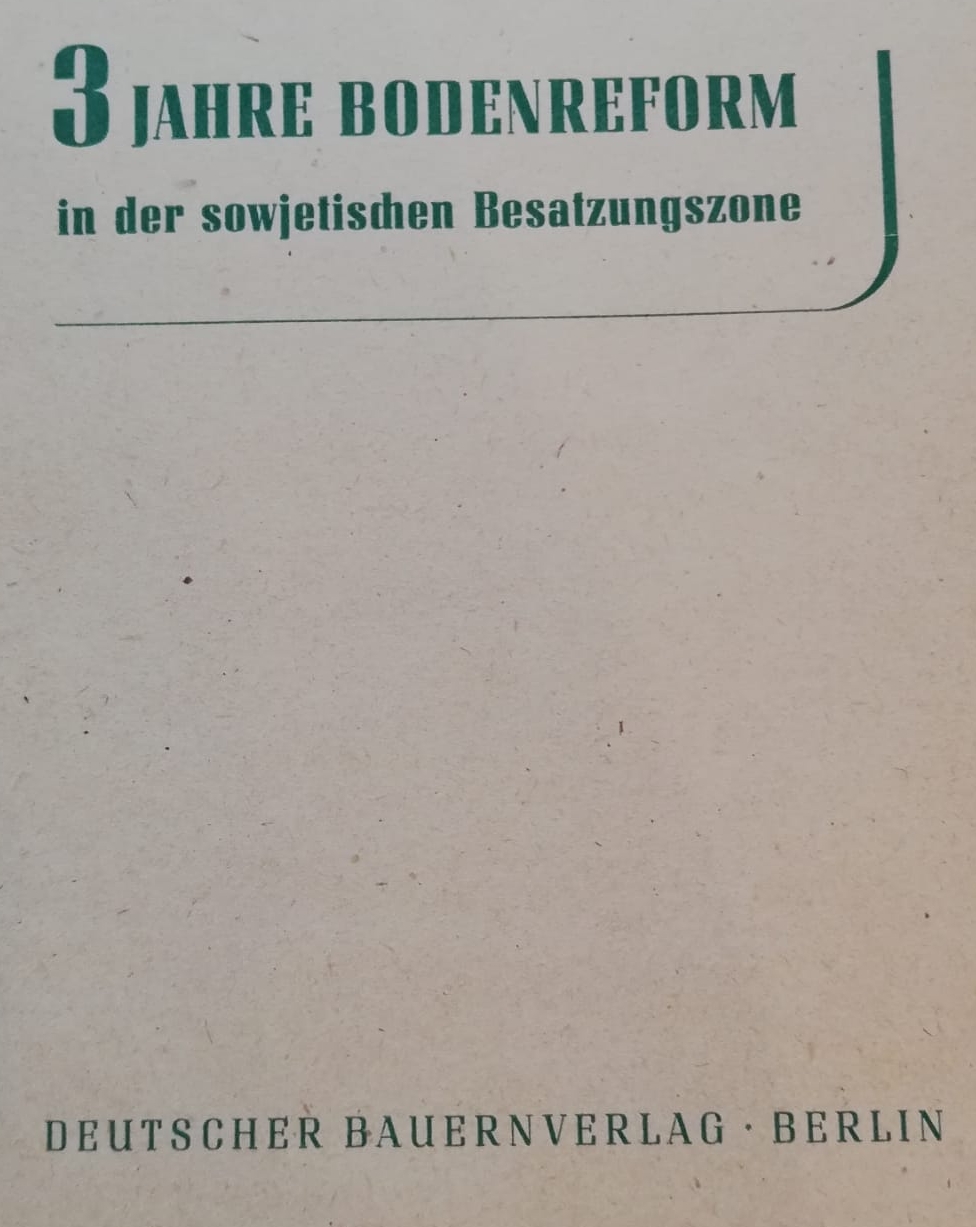 3 JAHRE BODENREFORM
in der sowjetischen Besatzungszone
DEUTSCHER BAUERNVERLAG · BERLIN